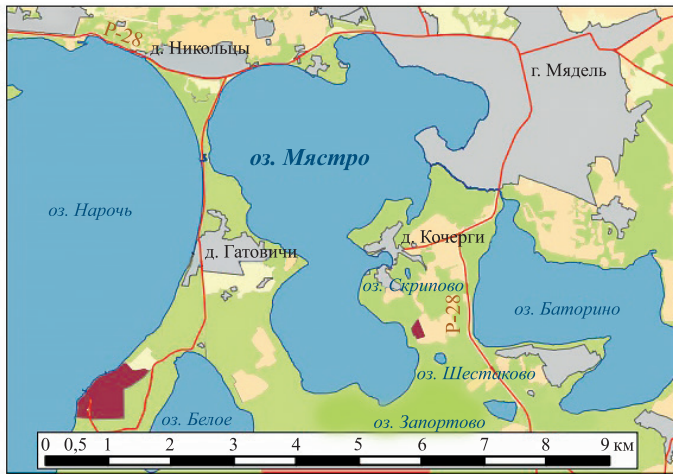 Р-28
д. Никольцы
г. Мядель
оз. Мястро
оз. Нарочь
д. Гатовичи
д. Кочерги
оз. Скрипово
Р-28
оз. Баторино
оз. Шестаково
оз. Белое
оз. Запортово
0 0,5 1 2 3 4 5 6 7 8 9 км